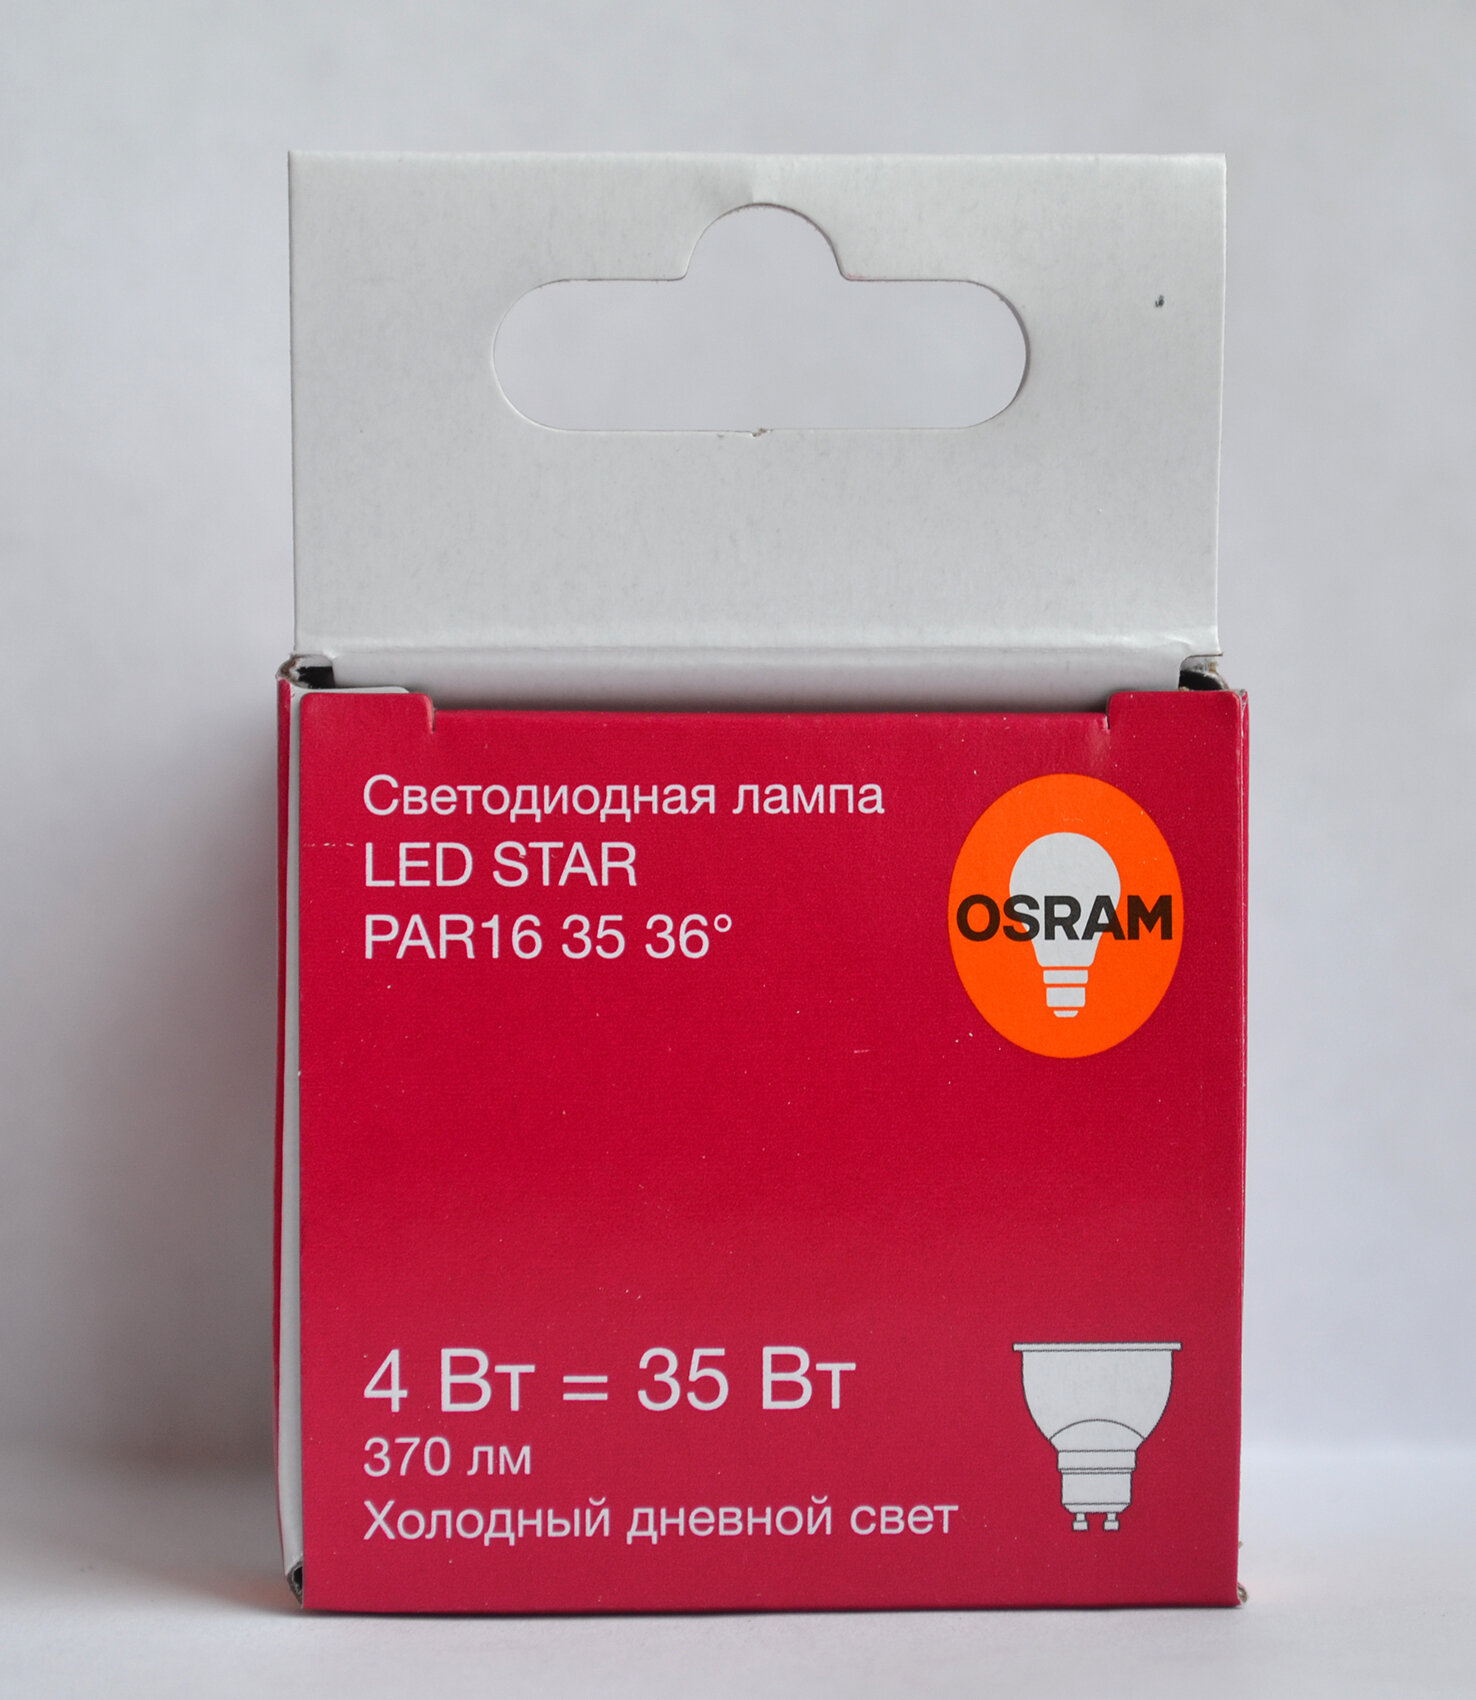 Светодиодная лампа
LED STAR
PAR16 35 36°
OSRAM
4 Вт = 35 Вт
370 лм
Холодный дневной свет